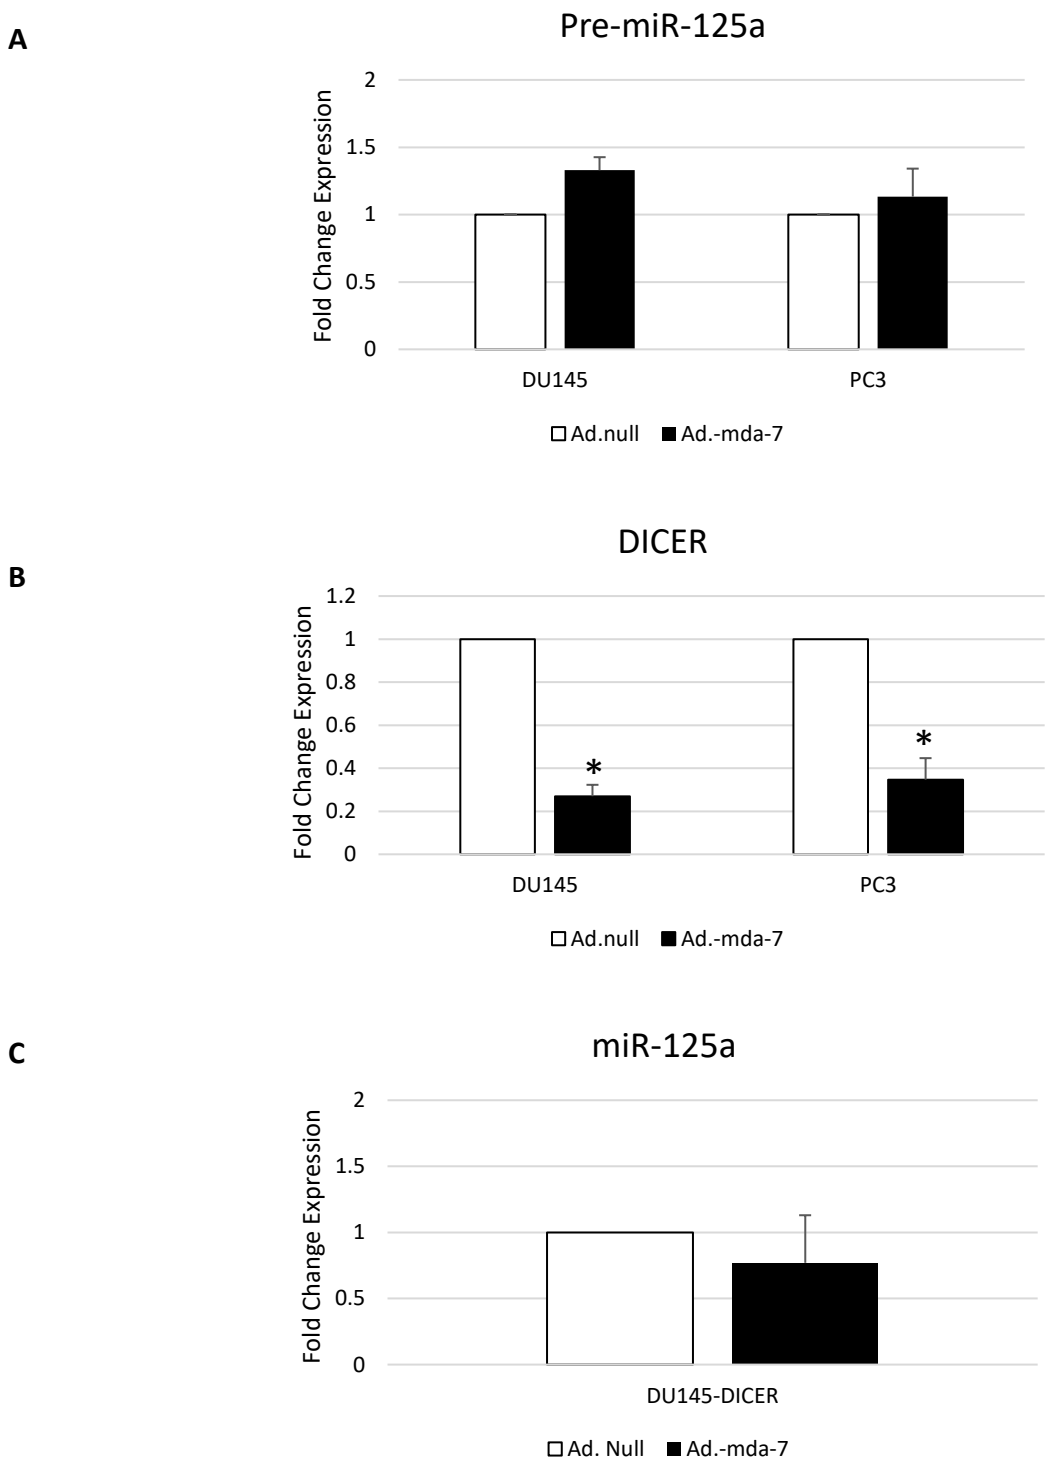 A
Pre-miR-125a
Fold Change Expression
2
1.5
1
0.5
0
DU145
PC3
Ad.null
Ad.-mda-7
B
DICER
Fold Change Expression
1.2
1
0.8
0.6
0.4
0.2
0
*
*
DU145
PC3
Ad.null
Ad.-mda-7
C
miR-125a
Fold Change Expression
2
1.5
1
0.5
0
DU145-DICER
Ad. Null
Ad.-mda-7